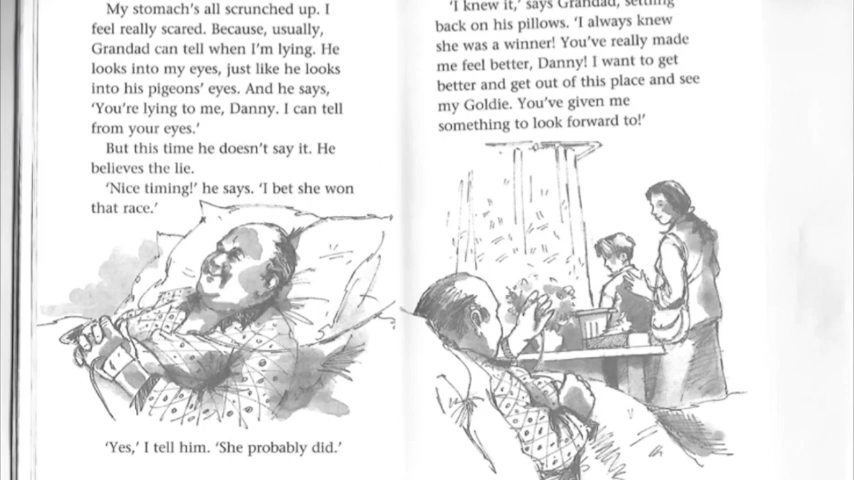 My stomach's all scrunched up. I
feel really scared. Because, usually,
Grandad can tell when I'm lying. He
looks into my eyes, just like he looks
into his pigeons' eyes. And he says,
'You're lying to me, Danny. I can tell
from your eyes.'
But this time he doesn't say it. He
believes the lie.
'Nice timing!' he says. 'I bet she won
that race.'
'Yes,' I tell him. 'She probably did.'
'I knew it,' says Grandad, settling
back on his pillows. 'I always knew
she was a winner! You've really made
me feel better, Danny! I want to get
better and get out of this place and see
my Goldie. You've given me
something to look forward to!'